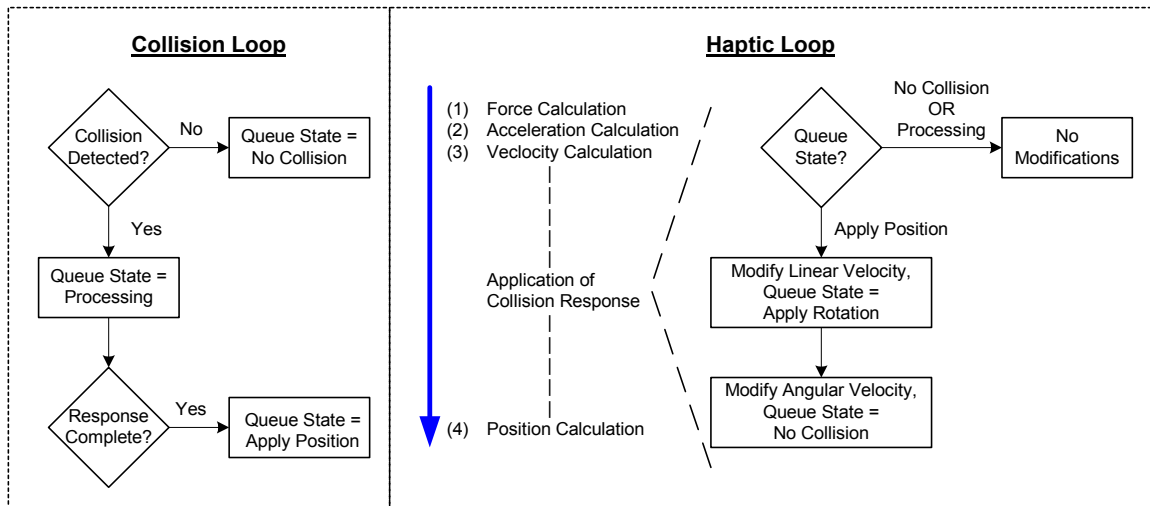 Collision Loop
Collision
Detected?
No
Queue State =
No Collision
Yes
Queue State =
Processing
Response
Complete?
Yes
Queue State =
Apply Position
Haptic Loop
(1) Force Calculation
(2) Acceleration Calculation
(3) Veclocity Calculation
Application of
Collision Response
(4) Position Calculation
Queue
State?
No Collision
OR
Processing
No
Modifications
Apply Position
Modify Linear Velocity,
Queue State =
Apply Rotation
Modify Angular Velocity,
Queue State =
No Collision